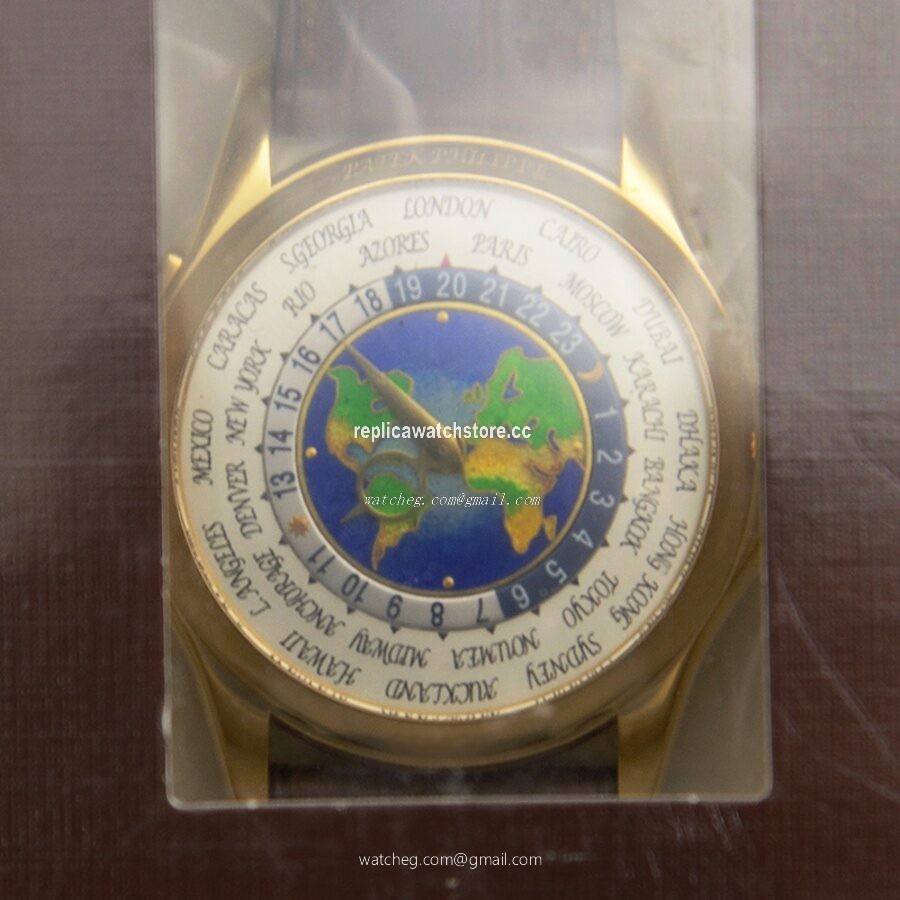 PATEK PHILIPPE
LONDON
PARIS
CAIRO
MOSCOW
DUBAI
KARACHI
DHAKA
BANGKOK
HONG KONG
TOKYO
SYDNEY
NOUMEA
AUCKLAND
MIDWAY
HAWAII
ANCHORAGE
L.ANGELES
DENVER
MEXICO
NEW YORK
CARACAS
RIO
S.GEORGIA
AZORES
20 21 22 23 1 2 3 4 5 6 7 8 9 10 11 13 14 15 16 17 18 19
replicawatchstore.cc
watcheg.com@gmail.com
watcheg.com@gmail.com